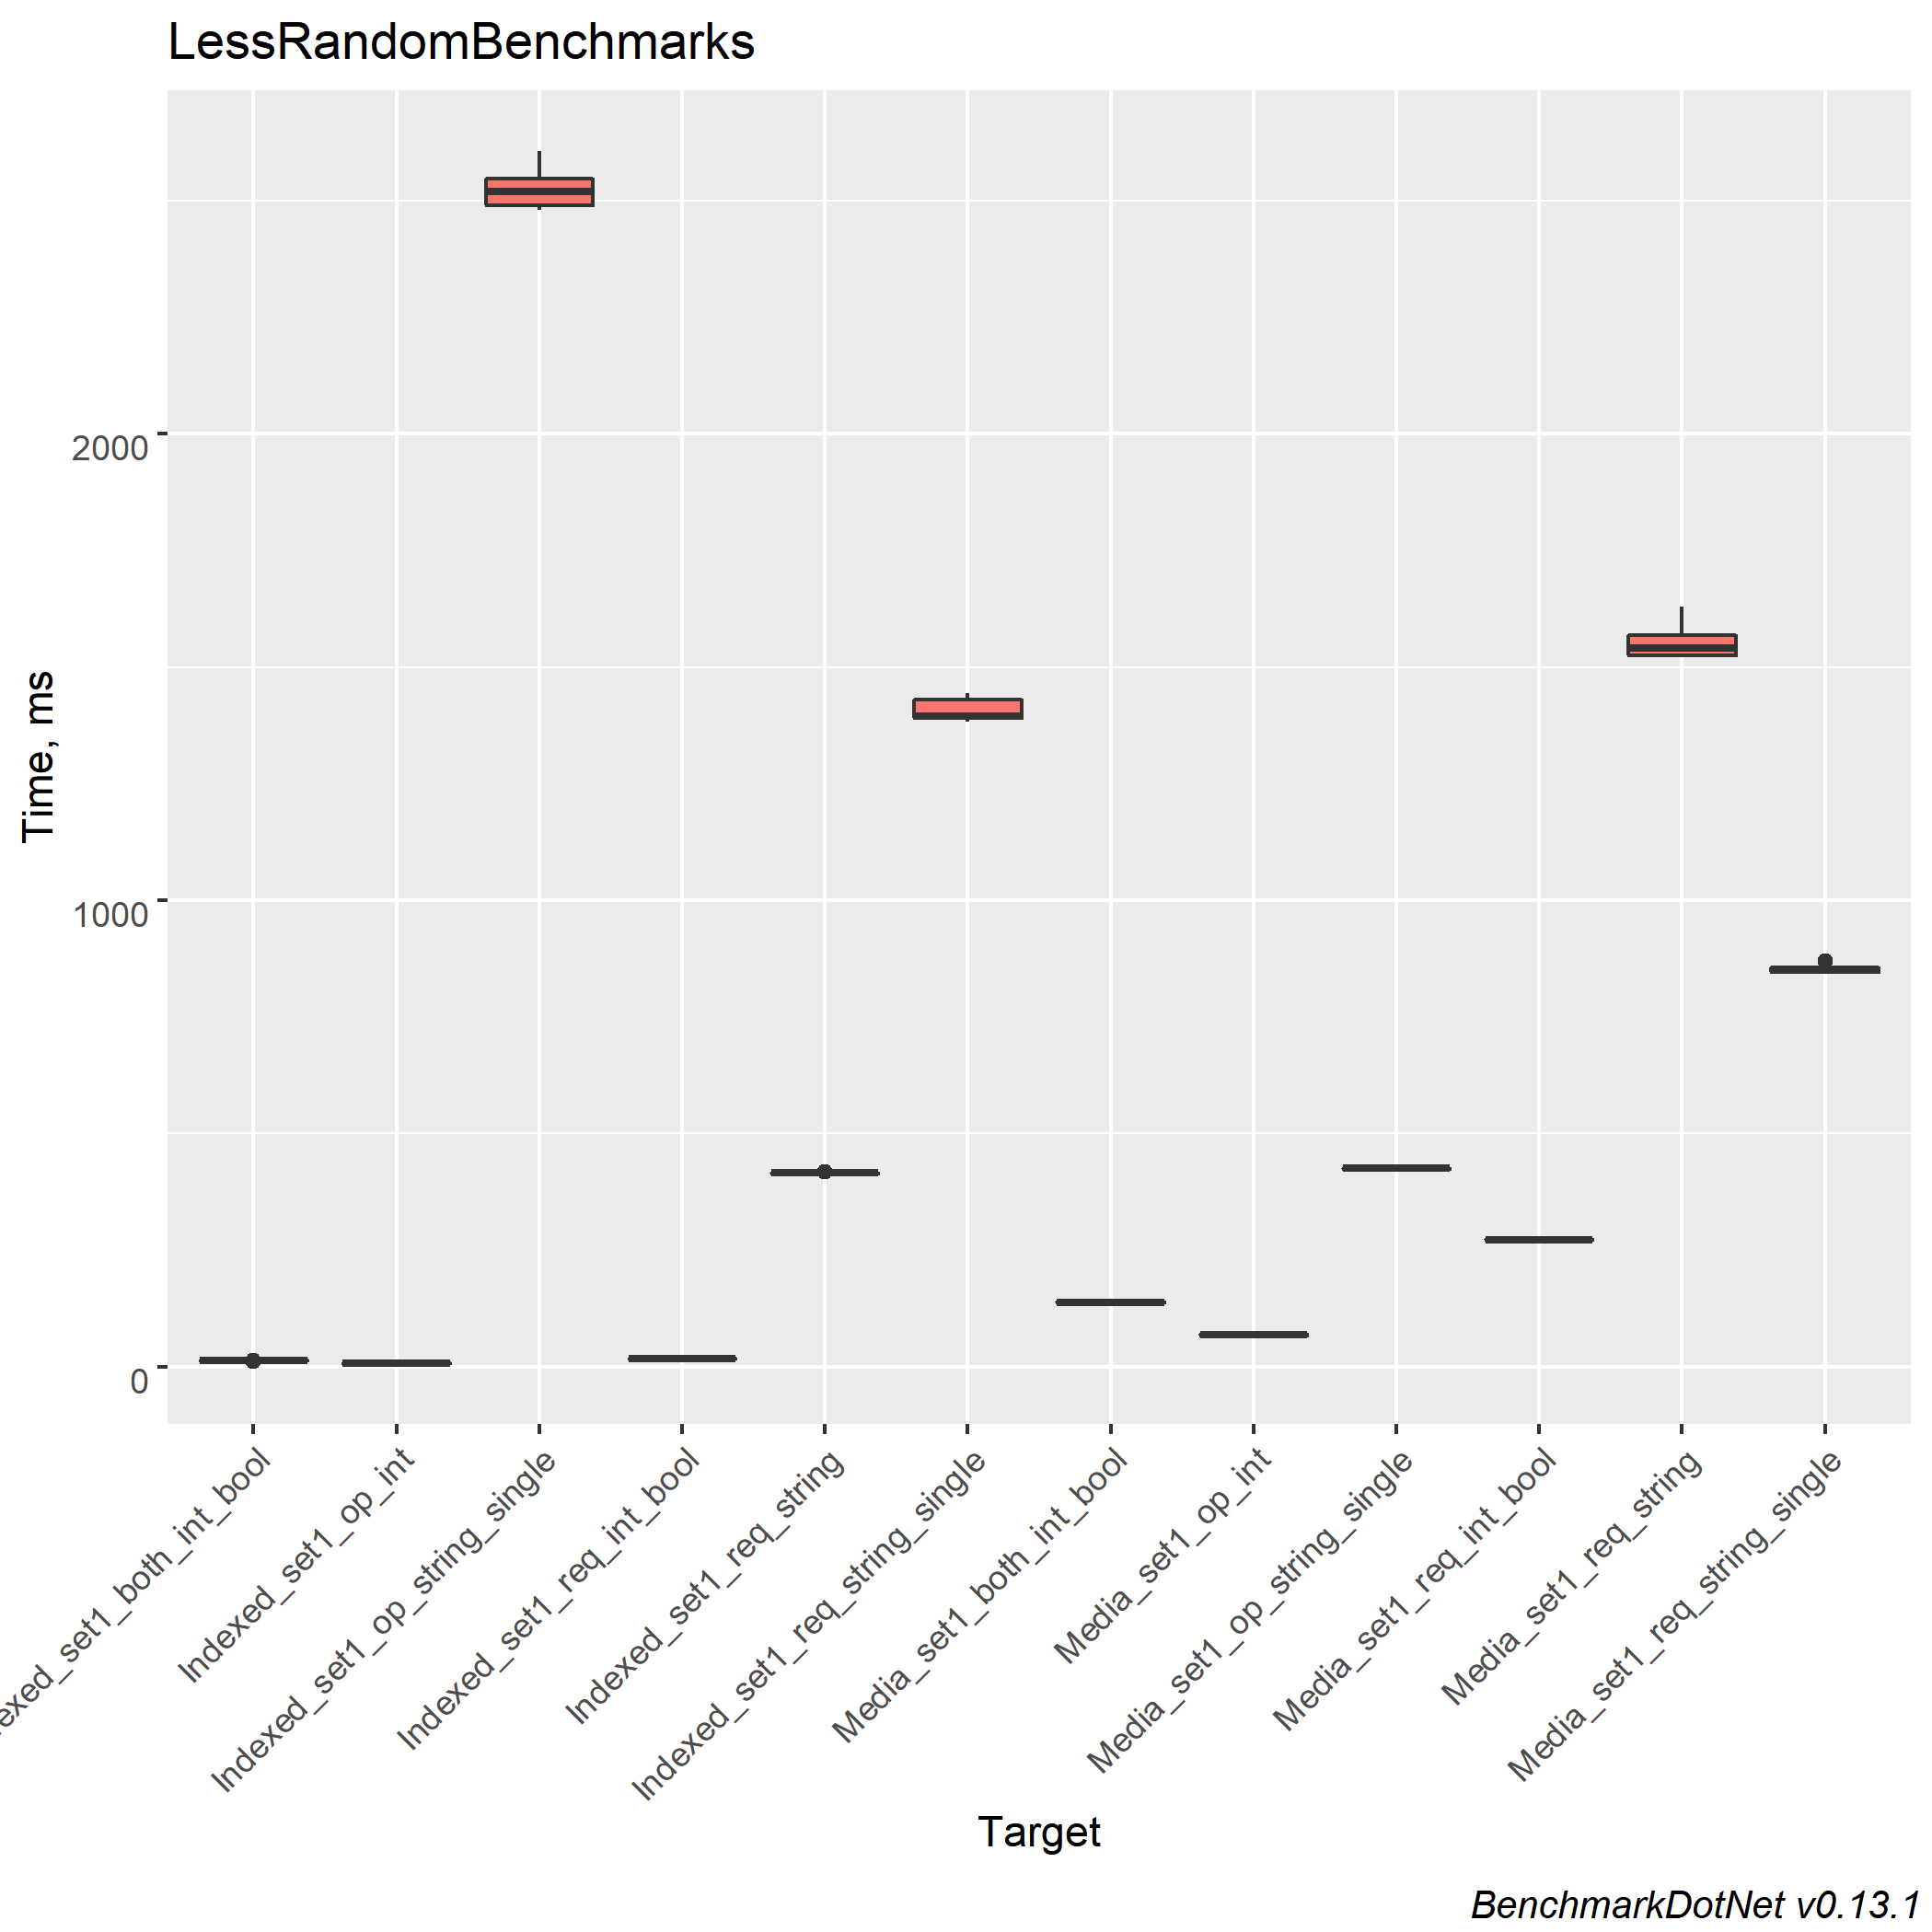 LessRandomBenchmarks
Time, ms
2000
1000
0
exed_set1_both_int_bool
Indexed_set1_op_int
Indexed_set1_op_string_single
Indexed_set1_req_int_bool
Indexed_set1_req_string
Indexed_set1_req_string_single
Media_set1_both_int_bool
Media_set1_op_int
Media_set1_op_string_single
Media_set1_req_int_bool
Media_set1_req_string
Media_set1_req_string_single
Target
BenchmarkDotNet v0.13.1